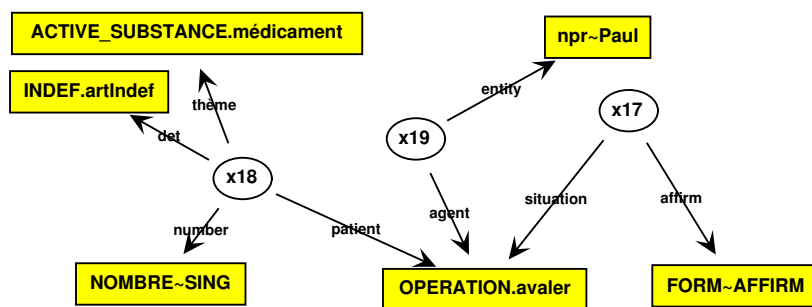 ACTIVE_SUBSTANCE.médicament
npr~Paul
INDEF.artIndef
theme
entity
x17
det
x19
x18
number
patient
agent
situation
affirm
NOMBRE~SING
OPERATION.avaler
FORM~AFFIRM